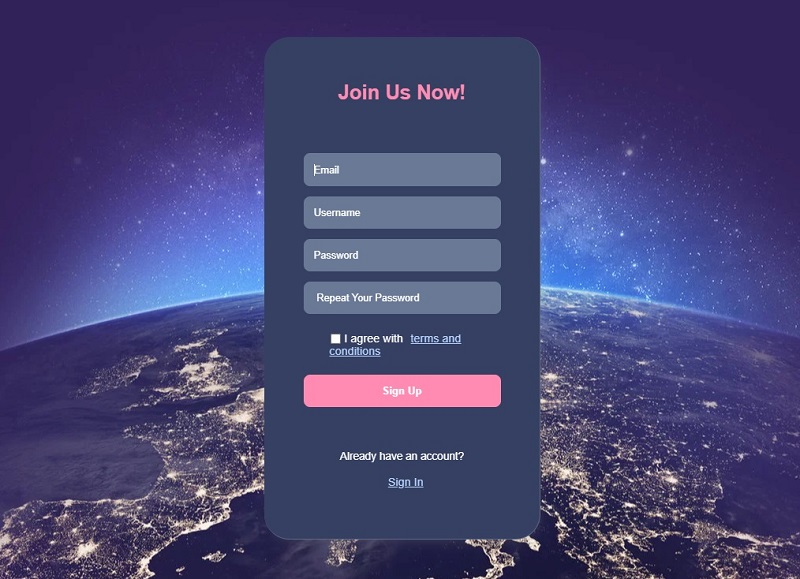 Join Us Now!
Email
Username
Password
Repeat Your Password
I agree with terms and
conditions
Sign Up
Already have an account?
Sign In